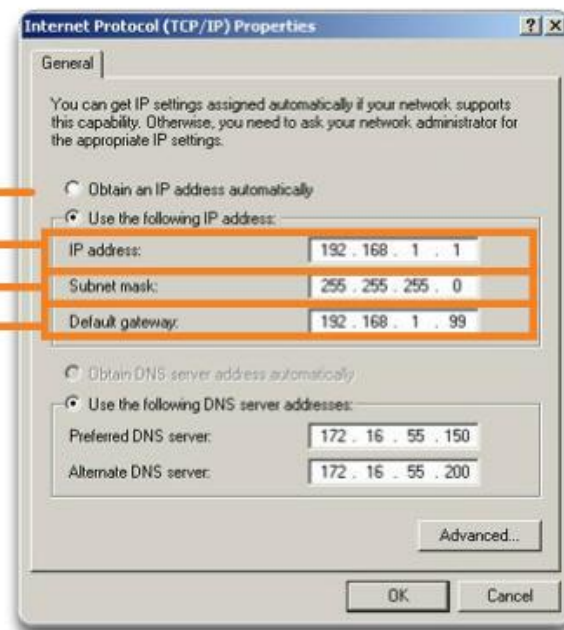 Internet Protocol (TCP/IP) Properties
General
You can get IP settings assigned automatically if your network supports
this capability. Otherwise, you need to ask your network administrator for
the appropriate IP settings.
Obtain an IP address automatically
Use the following IP address:
IP address: 192 . 168 . 1 . 1
Subnet mask: 255 . 255 . 255 . 0
Default gateway: 192 . 168 . 1 . 99
Obtain DNS server address automatically
Use the following DNS server addresses:
Preferred DNS server: 172 . 16 . 55 . 150
Alternate DNS server: 172 . 16 . 55 . 200
Advanced...
OK Cancel